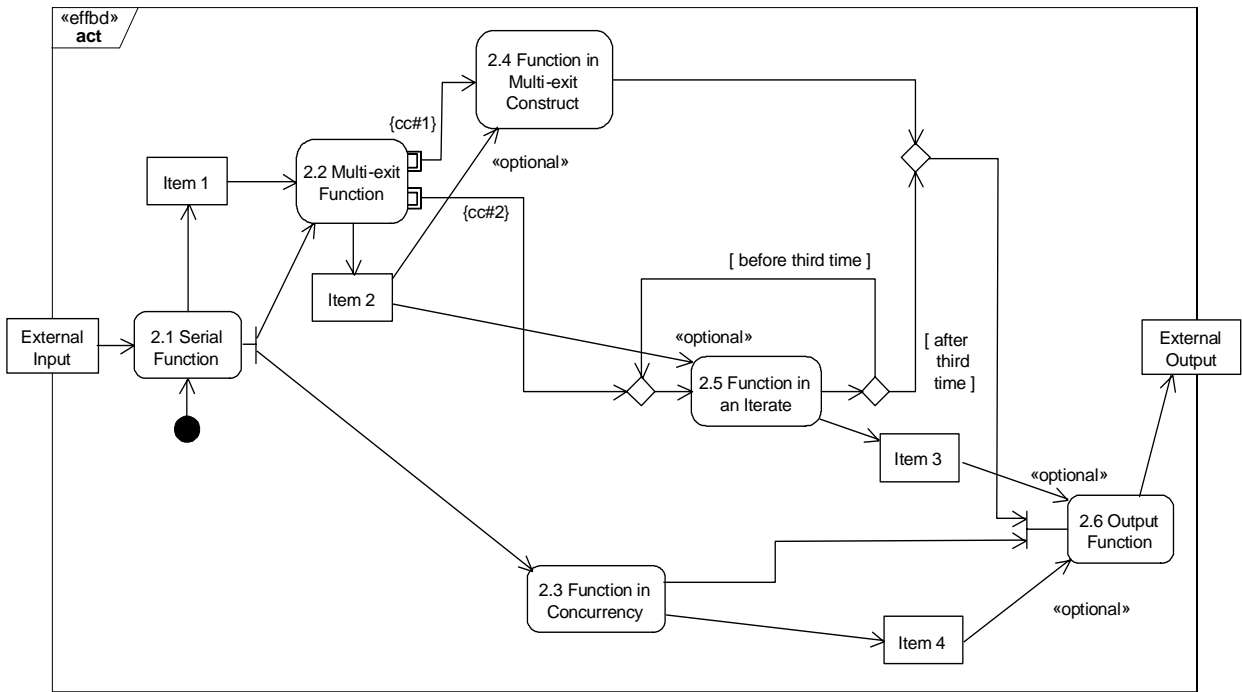 «effbd»
act
2.4 Function in
Multi-exit
Construct
{cc#1}
«optional»
2.2 Multi-exit
Function
Item 1
{cc#2}
[ before third time ]
Item 2
External
Input
2.1 Serial
Function
«optional»
[ after
third
time ]
External
Output
2.5 Function in
an Iterate
Item 3
«optional»
2.6 Output
Function
2.3 Function in
Concurrency
«optional»
Item 4